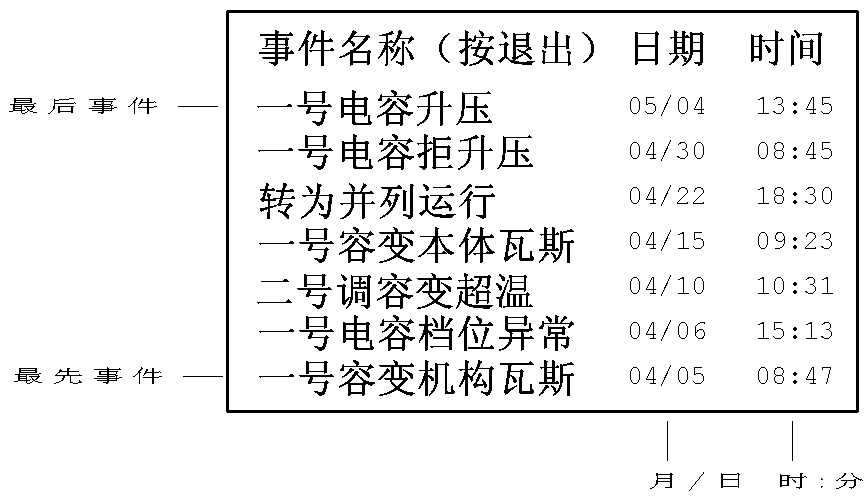 事件名称（按退出） 日期 时间
最后事件 一号电容升压 05/04 13:45
一号电容拒升压 04/30 08:45
转为并列运行 04/22 18:30
一号容变本体瓦斯 04/15 09:23
二号调容变超温 04/10 10:31
一号电容档位异常 04/06 15:13
最先事件 一号容变机构瓦斯 04/05 08:47
月/日 时:分